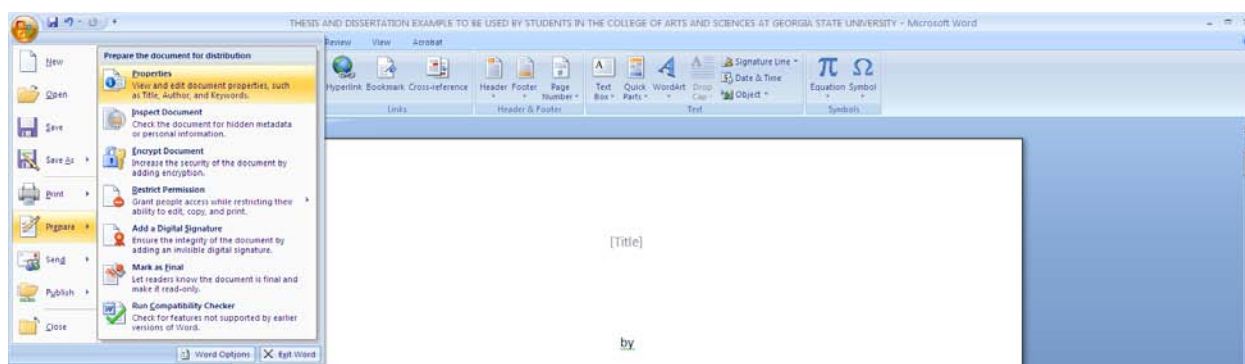 THESIS AND DISSERTATION EXAMPLE TO BE USED BY STUDENTS IN THE COLLEGE OF ARTS AND SCIENCES AT GEORGIA STATE UNIVERSITY - Microsoft Word
Review View Acrobat
New
Open
Save
Save As
Print
Prepare
Send
Publish
Close
Prepare the document for distribution
Properties
View and edit document properties, such
as Title, Author, and Keywords.
Inspect Document
Check the document for hidden metadata
or personal information.
Encrypt Document
Increase the security of the document by
adding encryption.
Restrict Permission
Grant people access while restricting their
ability to edit, copy, and print.
Add a Digital Signature
Ensure the integrity of the document by
adding an invisible digital signature.
Mark as Final
Let readers know the document is final and
make it read-only.
Run Compatibility Checker
Check for features not supported by earlier
versions of Word.
Word Options Exit Word
Hyperlink Bookmark Cross-reference
Links
Header Footer Page
Number
Header & Footer
Text Quick WordArt Drop
Box Parts Cap
Signature Line
Date & Time
Object
Text
π Ω
Equation Symbol
Symbols
[Title]
by